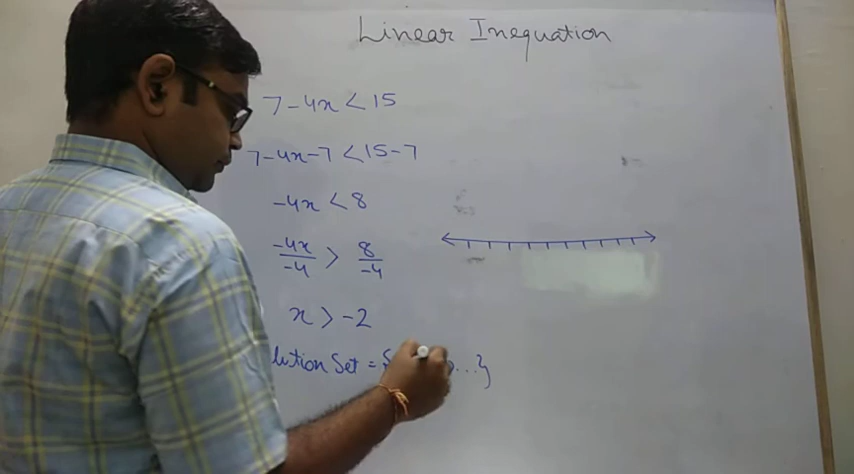 Linear Inequation
7-4x < 15
7-4x-7 < 15-7
-4x < 8
-4x/-4 > 8/-4
x > -2
lution Set = { ...}